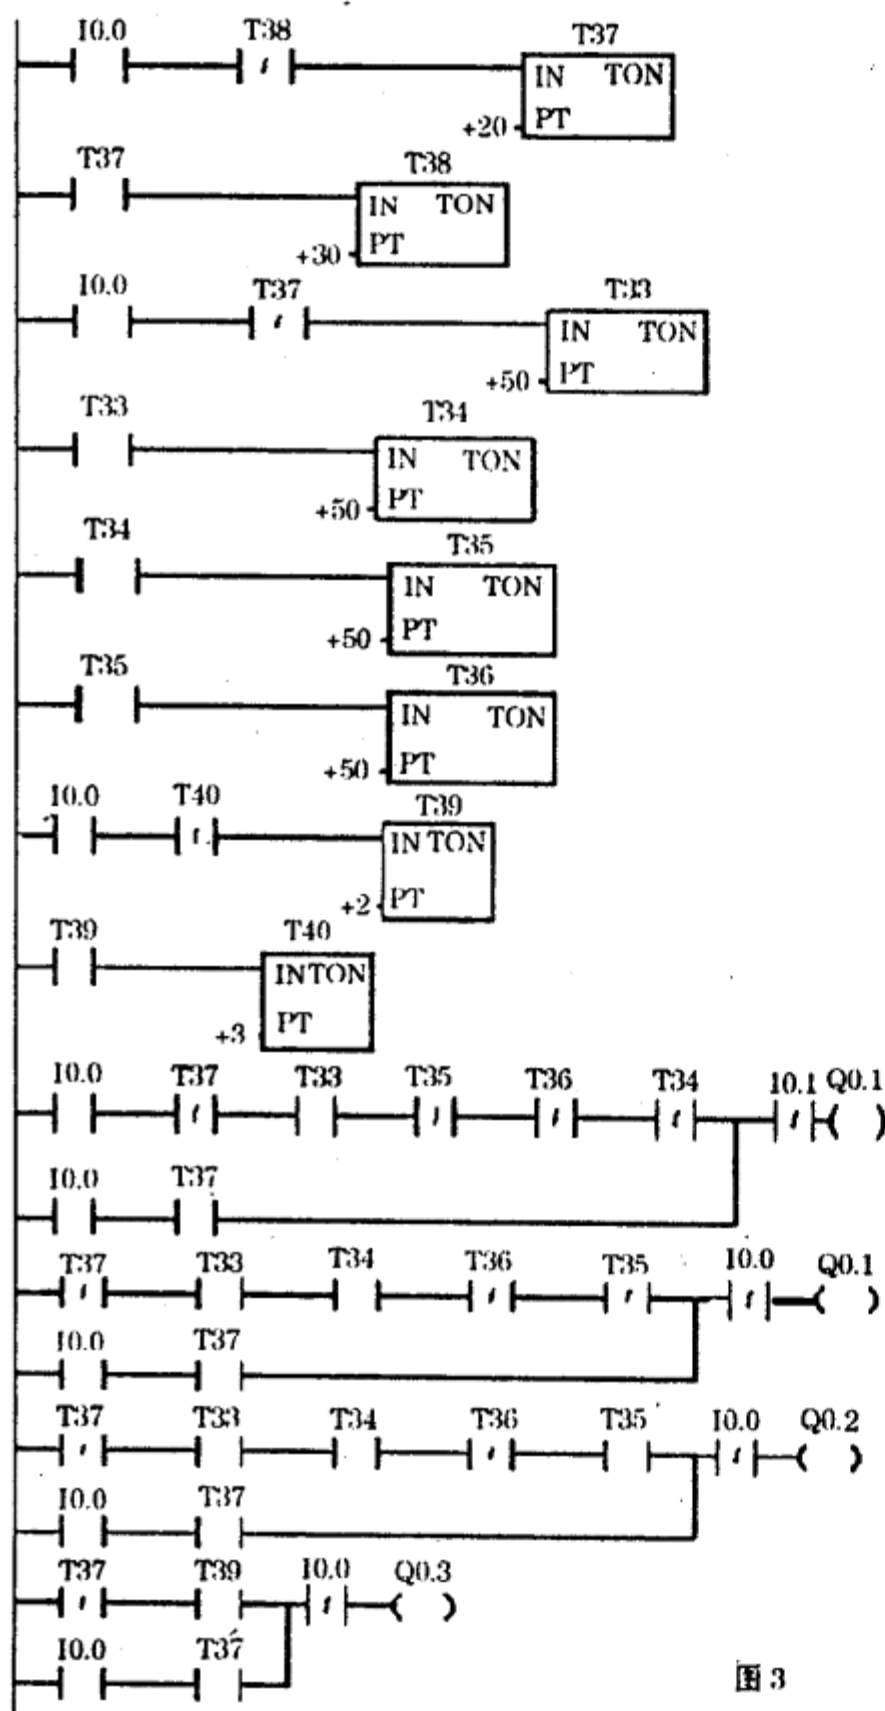 I0.0 T38 T37
IN TON
+20 PT
T37 T38
IN TON
+30 PT
I0.0 T37 T33
IN TON
+50 PT
T33 T34
IN TON
+50 PT
T34 T35
IN TON
+50 PT
T35 T36
IN TON
+50 PT
I0.0 T40 T39
IN TON
+2 PT
T39 T40
IN TON
+3 PT
I0.0 T37 T33 T35 T36 T34 I0.1 Q0.1
I0.0 T37
T37 T33 T34 T36 T35 I0.0 Q0.1
I0.0 T37
T37 T33 T34 T36 T35 I0.0 Q0.2
I0.0 T37
T37 T39 I0.0 Q0.3
I0.0 T37
图 3